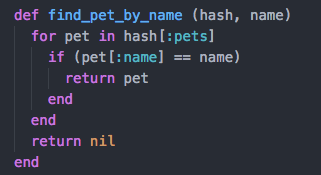 def find_pet_by_name (hash, name)
  for pet in hash[:pets]
    if (pet[:name] == name)
      return pet
    end
  end
  return nil
end